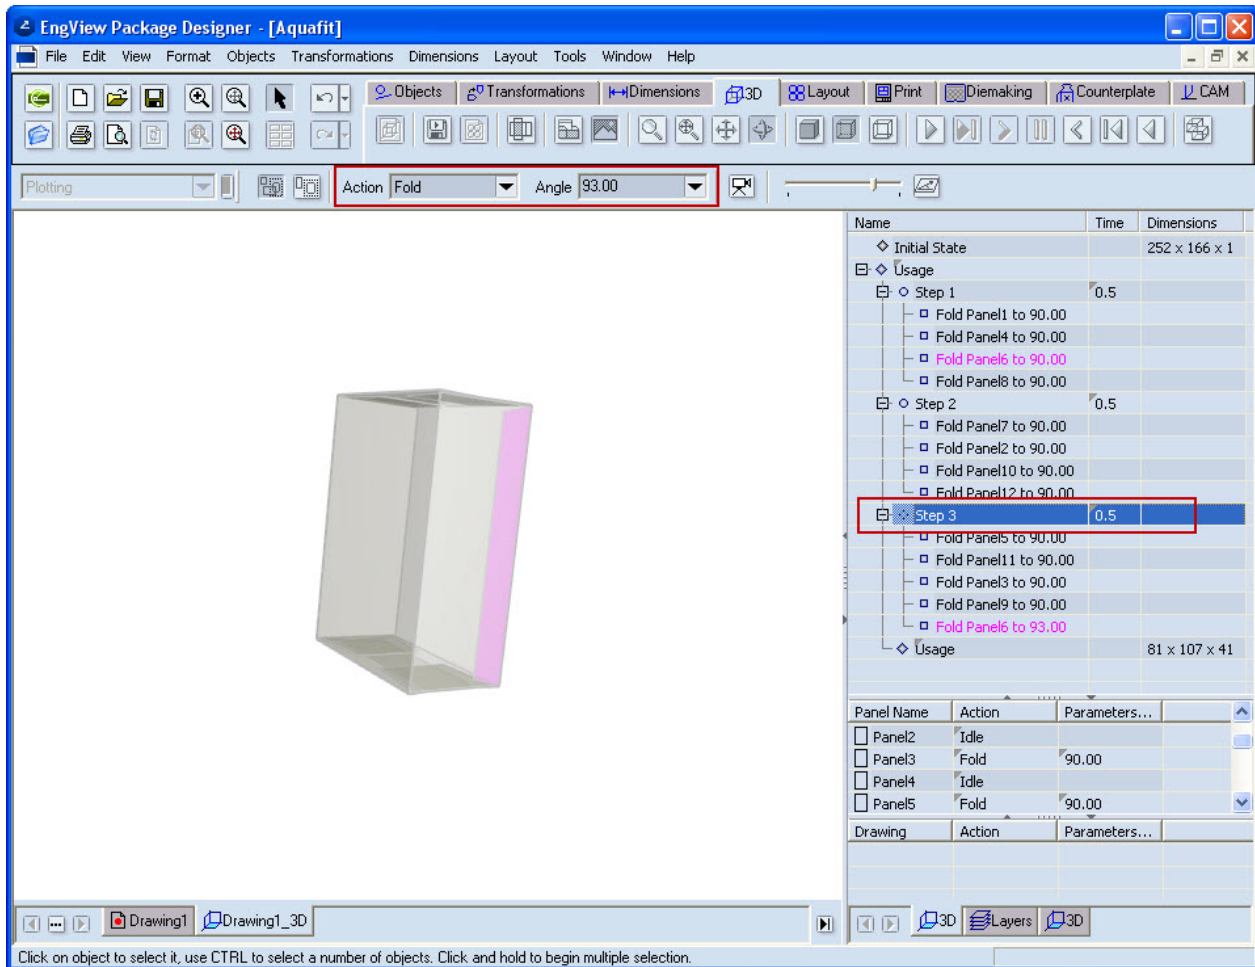 EngView Package Designer - [Aquafit]
File Edit View Format Objects Transformations Dimensions Layout Tools Window Help
Objects Transformations Dimensions 3D Layout Print Diemaking Counterplate CAM
Plotting Action Fold Angle 93.00
Name Time Dimensions
Initial State 252 x 166 x 1
Usage
Step 1 0.5
Fold Panel1 to 90.00
Fold Panel4 to 90.00
Fold Panel6 to 90.00
Fold Panel8 to 90.00
Step 2 0.5
Fold Panel7 to 90.00
Fold Panel2 to 90.00
Fold Panel10 to 90.00
Fold Panel12 to 90.00
Step 3 0.5
Fold Panel5 to 90.00
Fold Panel11 to 90.00
Fold Panel3 to 90.00
Fold Panel9 to 90.00
Fold Panel6 to 93.00
Usage 81 x 107 x 41
Panel Name Action Parameters...
Panel2 Idle
Panel3 Fold 90.00
Panel4 Idle
Panel5 Fold 90.00
Drawing Action Parameters...
Drawing1 Drawing1_3D 3D Layers 3D
Click on object to select it, use CTRL to select a number of objects. Click and hold to begin multiple selection.